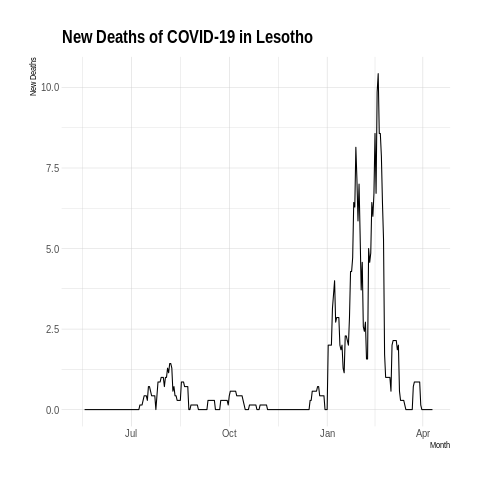 New Deaths of COVID-19 in Lesotho
New Deaths
10.0
7.5
5.0
2.5
0.0
Jul Oct Jan Apr
Month